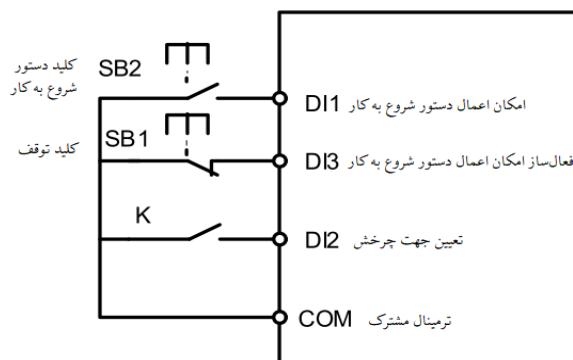 کلید دستور
شروع به کار
SB2
DI1
امکان اعمال دستور شروع به کار
کلید توقف
SB1
DI3
فعال‌ساز امکان اعمال دستور شروع به کار
K
DI2
تعیین جهت چرخش
COM
ترمینال مشترک